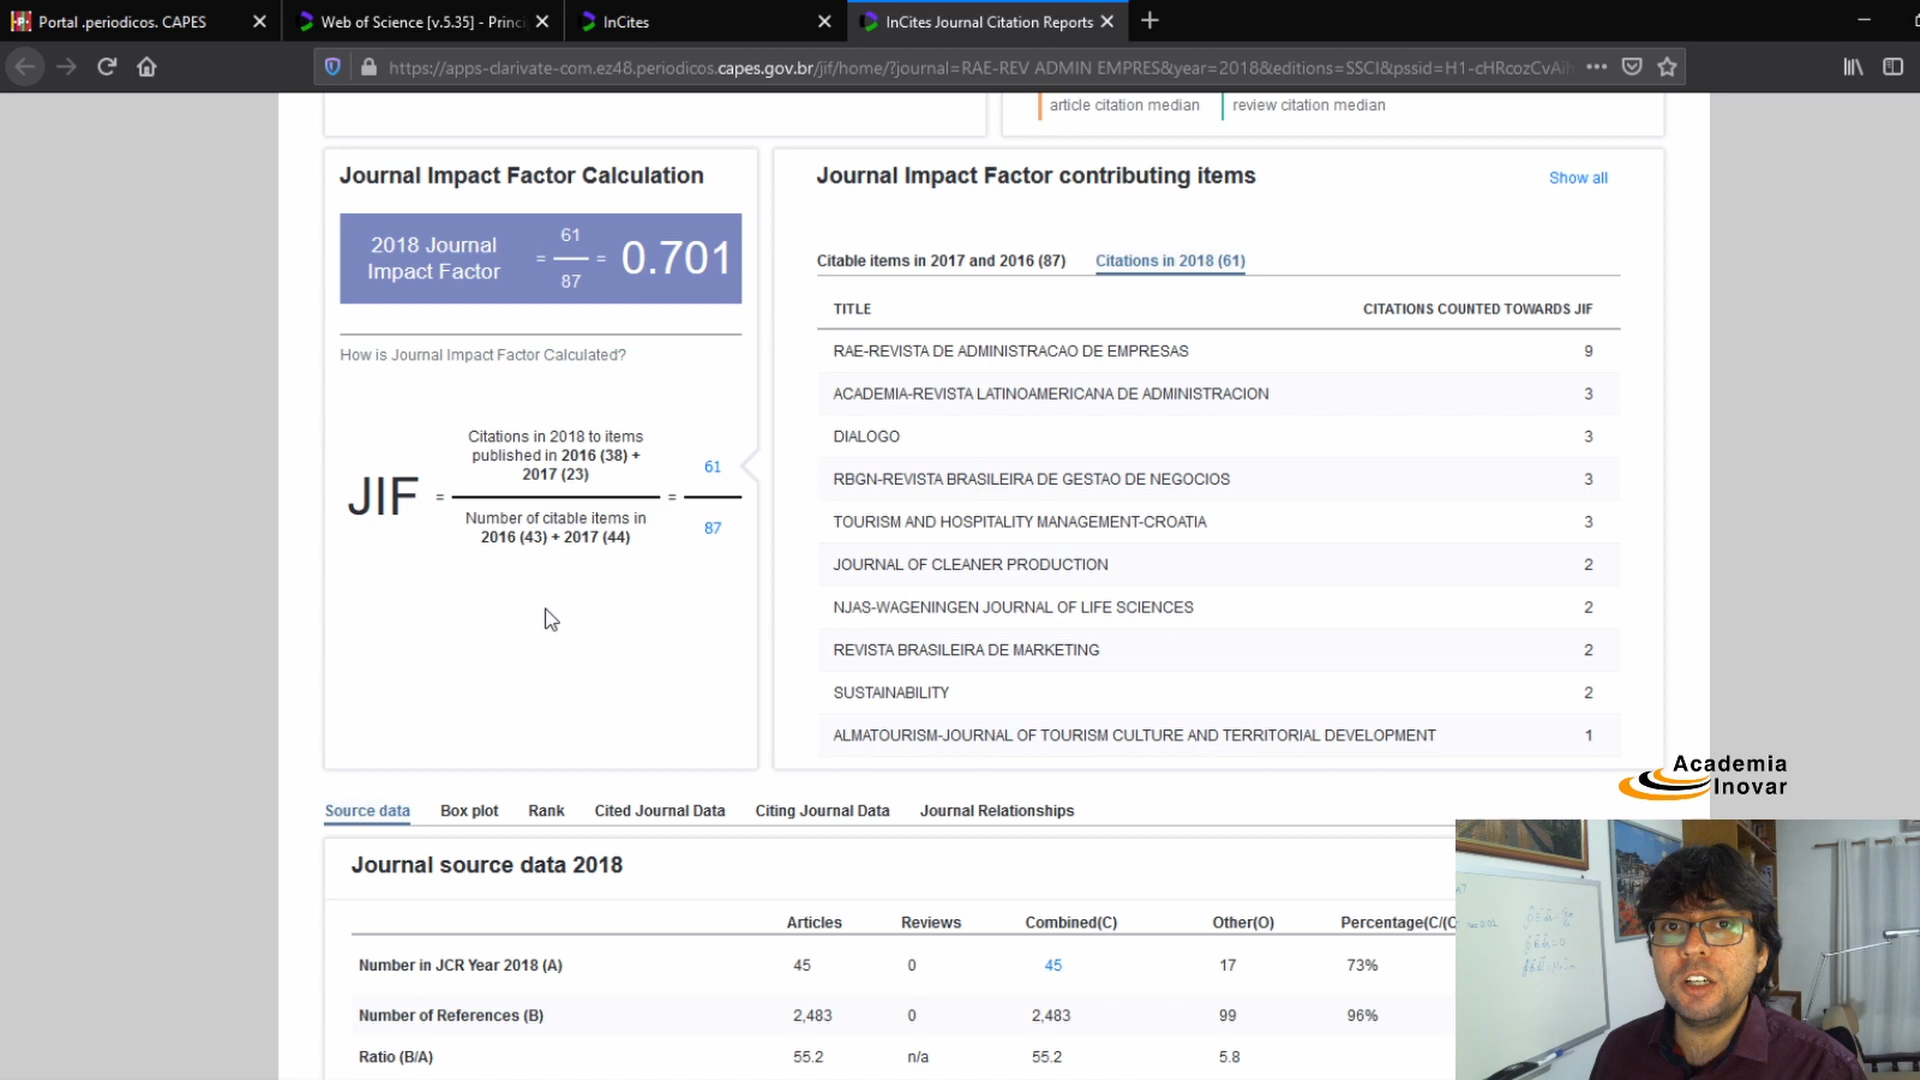 Portal .periodicos. CAPES
Web of Science [v.5.35] - Princi
InCites
InCites Journal Citation Reports
https://apps-clarivate-com.ez48.periodicos.capes.gov.br/jif/home/?journal=RAE-REV ADMIN EMPRES&year=2018&editions=SSCI&pssid=H1-cHRcozCvAih
article citation median
review citation median
Journal Impact Factor Calculation
2018 Journal
Impact Factor
= 61
87
= 0.701
How is Journal Impact Factor Calculated?
JIF =
Citations in 2018 to items
published in 2016 (38) +
2017 (23)
Number of citable items in
2016 (43) + 2017 (44)
=
61
87
Journal Impact Factor contributing items
Show all
Citable items in 2017 and 2016 (87)
Citations in 2018 (61)
TITLE CITATIONS COUNTED TOWARDS JIF
RAE-REVISTA DE ADMINISTRACAO DE EMPRESAS 9
ACADEMIA-REVISTA LATINOAMERICANA DE ADMINISTRACION 3
DIALOGO 3
RBGN-REVISTA BRASILEIRA DE GESTAO DE NEGOCIOS 3
TOURISM AND HOSPITALITY MANAGEMENT-CROATIA 3
JOURNAL OF CLEANER PRODUCTION 2
NJAS-WAGENINGEN JOURNAL OF LIFE SCIENCES 2
REVISTA BRASILEIRA DE MARKETING 2
SUSTAINABILITY 2
ALMATOURISM-JOURNAL OF TOURISM CULTURE AND TERRITORIAL DEVELOPMENT 1
Academia
Inovar
Source data Box plot Rank Cited Journal Data Citing Journal Data Journal Relationships
Journal source data 2018
Articles Reviews Combined(C) Other(O) Percentage(C/(C
Number in JCR Year 2018 (A) 45 0 45 17 73%
Number of References (B) 2,483 0 2,483 99 96%
Ratio (B/A) 55.2 n/a 55.2 5.8